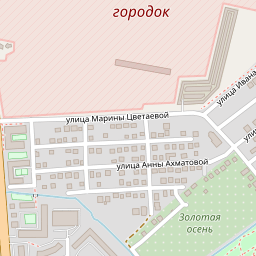 городок
улица Марины Цветаевой
улица Ивана
улица Анны Ахматовой
Золотая
осень